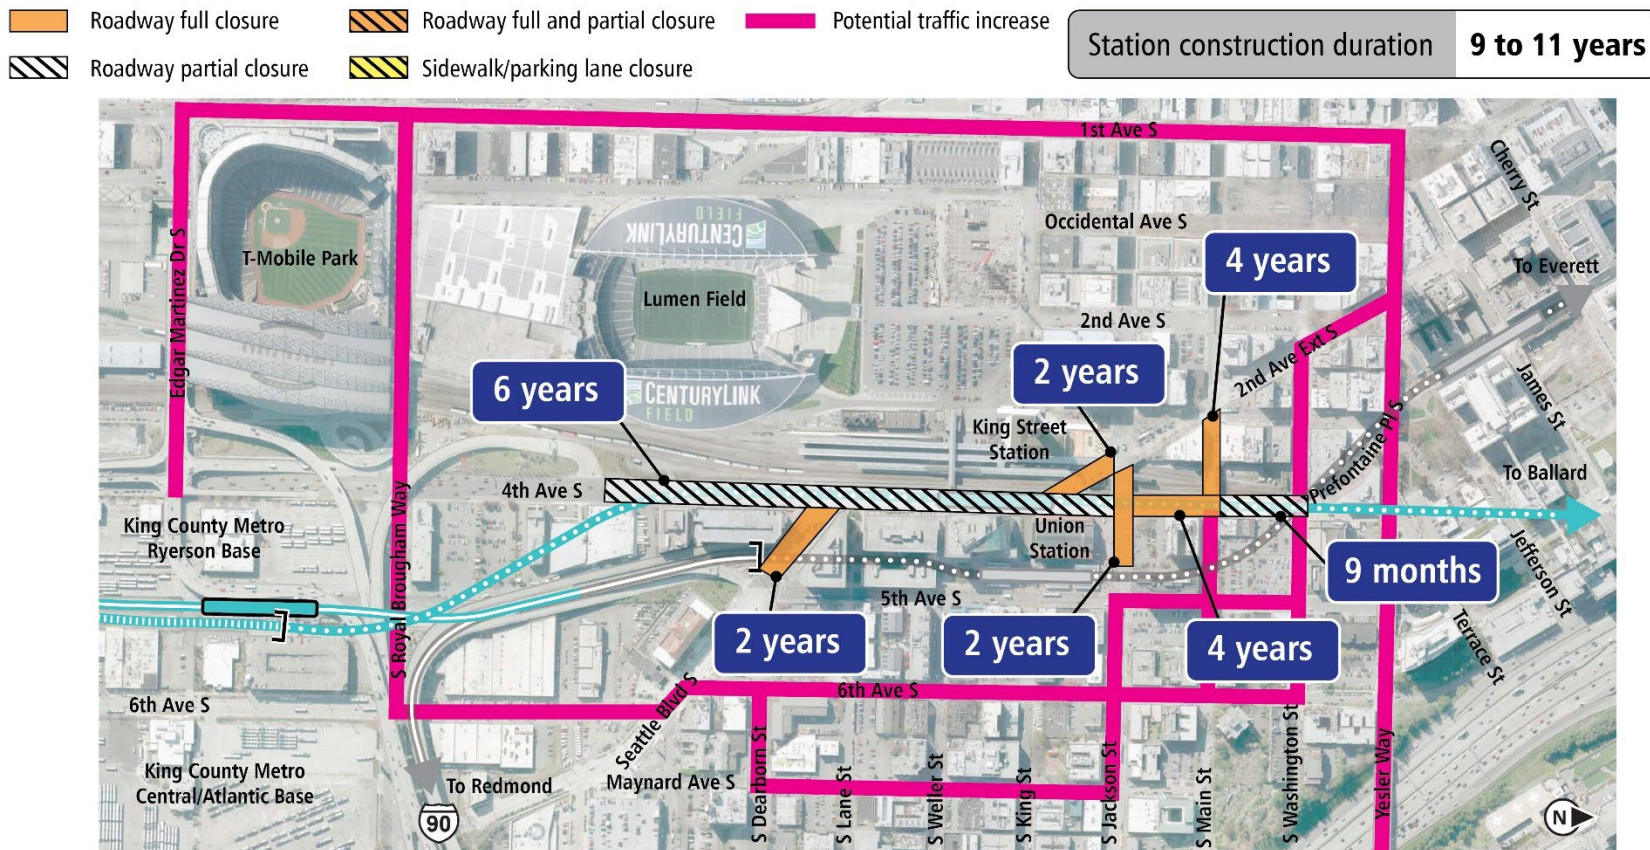 Roadway full closure
Roadway full and partial closure
Potential traffic increase
Roadway partial closure
Sidewalk/parking lane closure
Station construction duration
9 to 11 years
1st Ave S
Cherry St
Occidental Ave S
T-Mobile Park
CENTURYLINK
FIELD
Lumen Field
4 years
To Everett
Edgar Martinez Dr S
2nd Ave S
2nd Ave Ext S
6 years
2 years
CENTURYLINK
FIELD
King Street
Station
James St
Prefontaine Pl S
To Ballard
4th Ave S
King County Metro
Ryerson Base
S Royal Brougham Way
Union
Station
9 months
Jefferson St
5th Ave S
2 years
2 years
4 years
Terrace St
6th Ave S
6th Ave S
Seattle Blvd S
King County Metro
Central/Atlantic Base
To Redmond
Maynard Ave S
90
S Dearborn St
S Lane St
S Weller St
S King St
S Jackson St
S Main St
S Washington St
Yesler Way
N